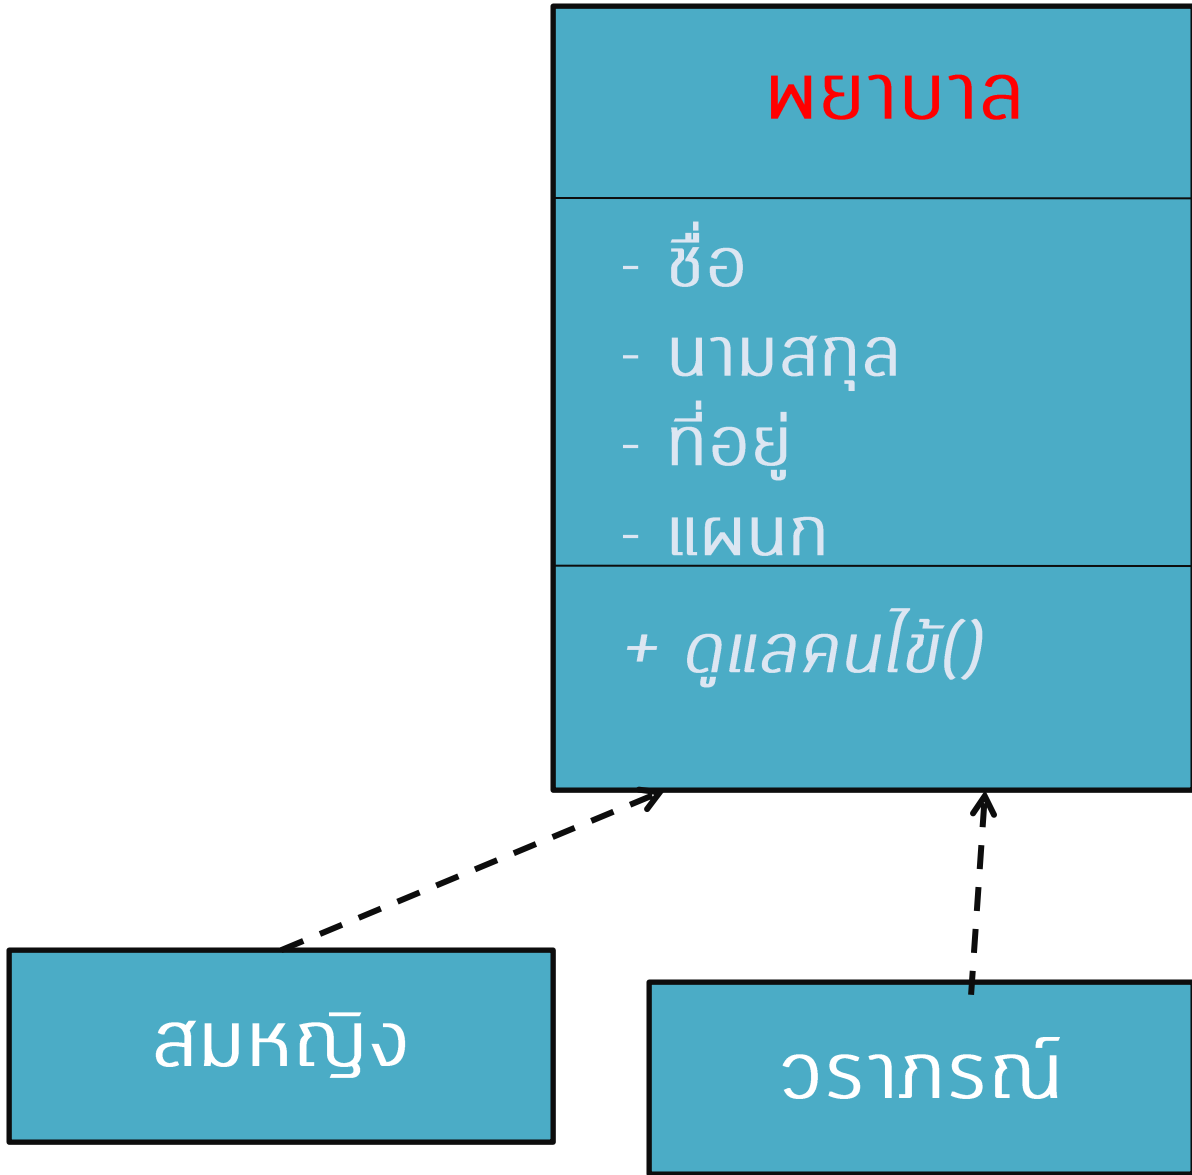 พยาบาล
- ชื่อ
- นามสกุล
- ที่อยู่
- แผนก
+ ดูแลคนไข้()
สมหญิง
วราภรณ์